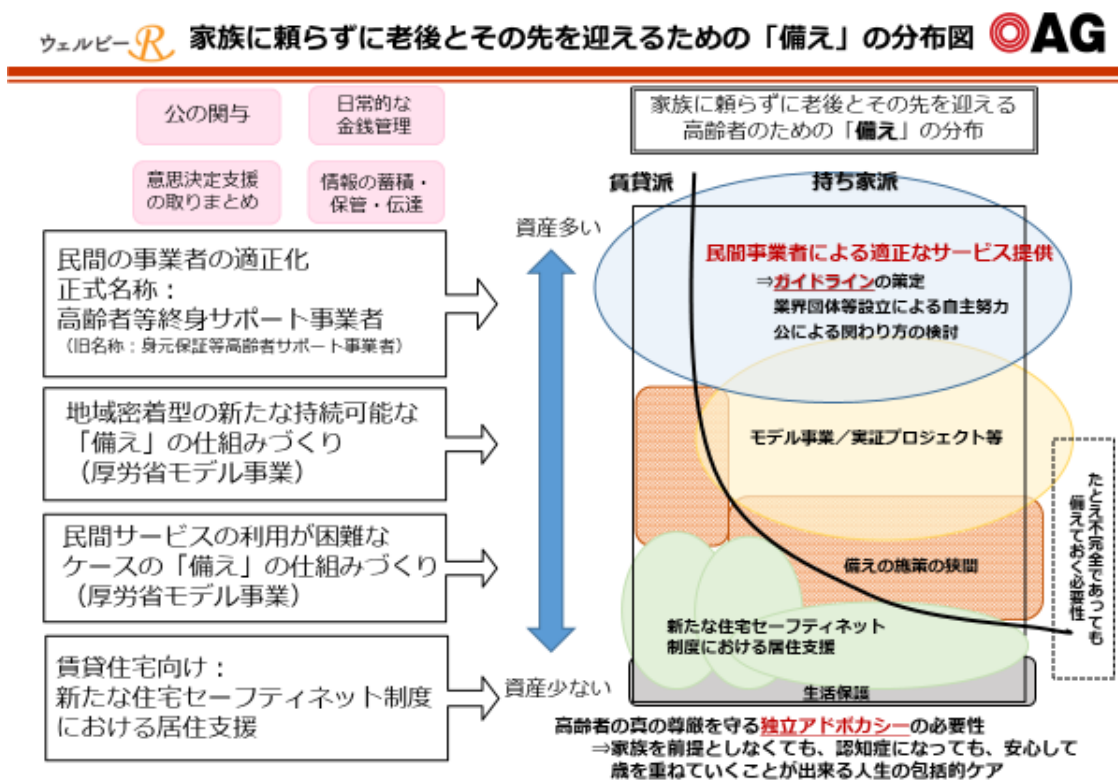 ウェルビーR 家族に頼らずに老後とその先を迎えるための「備え」の分布図 OAG
公の関与
日常的な
金銭管理
意思決定支援
の取りまとめ
情報の蓄積・
保管・伝達
民間の事業者の適正化
正式名称：
高齢者等終身サポート事業者
（旧名称：身元保証等高齢者サポート事業者）
地域密着型の新たな持続可能な
「備え」の仕組みづくり
（厚労省モデル事業）
民間サービスの利用が困難な
ケースの「備え」の仕組みづくり
（厚労省モデル事業）
賃貸住宅向け：
新たな住宅セーフティネット制度
における居住支援
資産多い
資産少ない
家族に頼らずに老後とその先を迎える
高齢者のための「備え」の分布
賃貸派
持ち家派
民間事業者による適正なサービス提供
⇒ガイドラインの策定
業界団体等設立による自主努力
公による関わり方の検討
モデル事業／実証プロジェクト等
備えの施策の狭間
新たな住宅セーフティネット
制度における居住支援
生活保護
たとえ不完全であっても
備えておく必要性
高齢者の真の尊厳を守る独立アドボカシーの必要性
⇒家族を前提としなくても、認知症になっても、安心して
歳を重ねていくことが出来る人生の包括的ケア